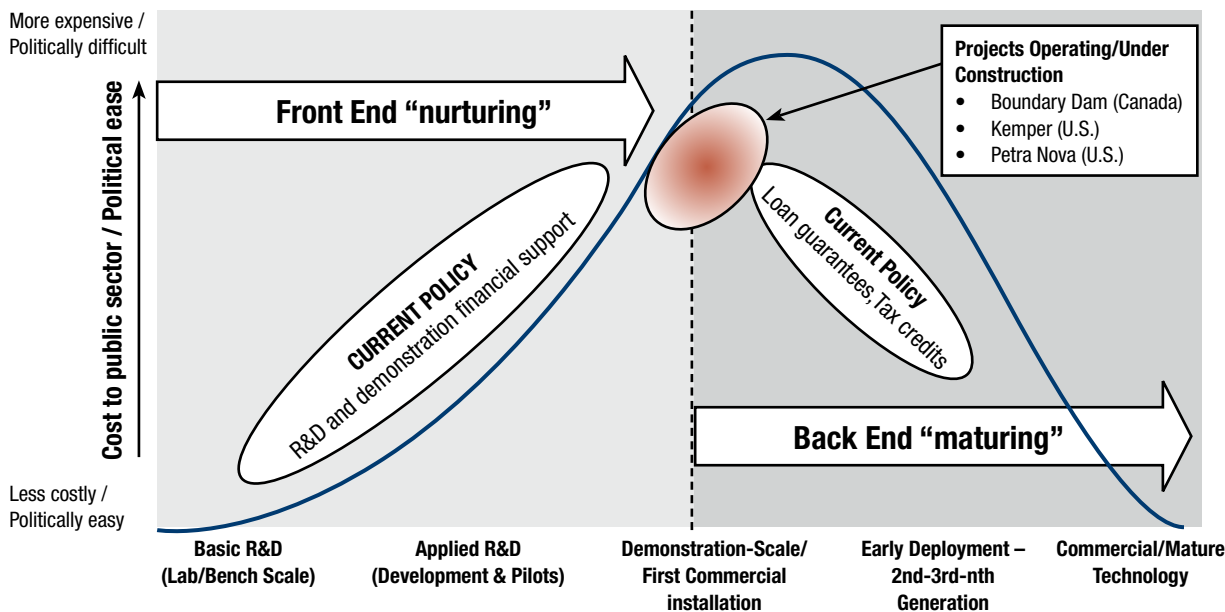 More expensive /
Politically difficult
Cost to public sector / Political ease
Less costly /
Politically easy
Front End “nurturing”
CURRENT POLICY
R&D and demonstration financial support
Projects Operating/Under
Construction
• Boundary Dam (Canada)
• Kemper (U.S.)
• Petra Nova (U.S.)
Current Policy
Loan guarantees, Tax credits
Back End “maturing”
Basic R&D
(Lab/Bench Scale)
Applied R&D
(Development & Pilots)
Demonstration-Scale/
First Commercial
installation
Early Deployment –
2nd-3rd-nth
Generation
Commercial/Mature
Technology